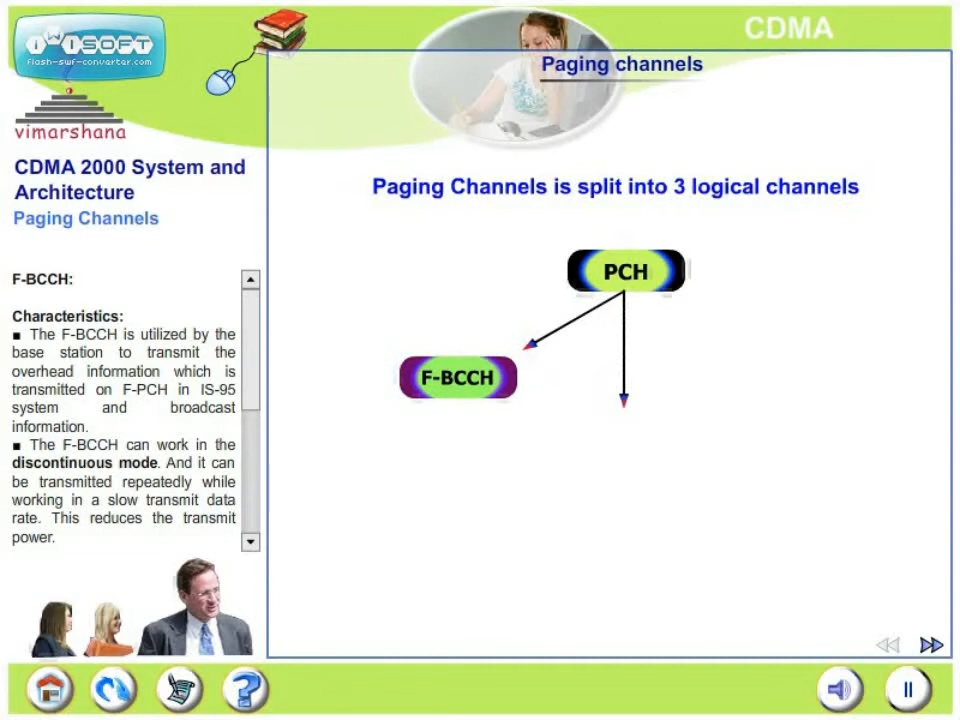 iWiSOFT
flash-swf-converter.com
vimarshana
CDMA
Paging channels
CDMA 2000 System and
Architecture
Paging Channels
F-BCCH:
Characteristics:
■ The F-BCCH is utilized by the
base station to transmit the
overhead information which is
transmitted on F-PCH in IS-95
system and broadcast
information.
■ The F-BCCH can work in the
discontinuous mode. And it can
be transmitted repeatedly while
working in a slow transmit data
rate. This reduces the transmit
power.
Paging Channels is split into 3 logical channels
PCH
F-BCCH